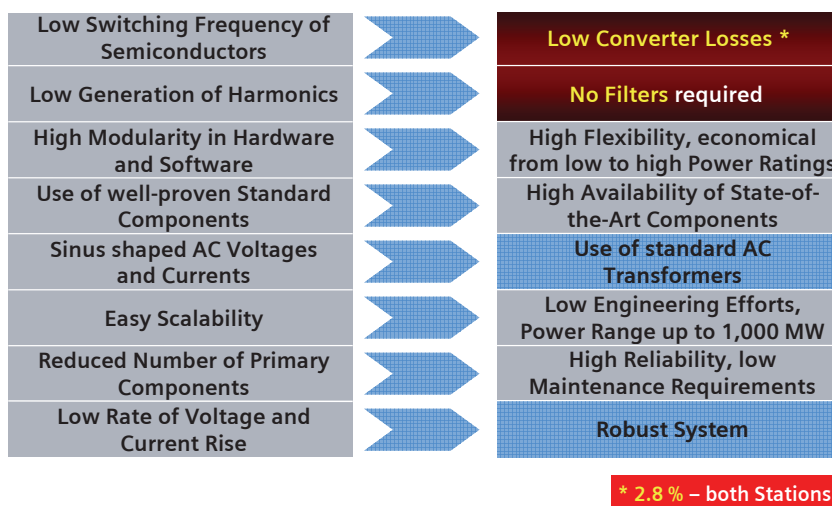 Low Switching Frequency of
Semiconductors
Low Converter Losses *
Low Generation of Harmonics
No Filters required
High Modularity in Hardware
and Software
High Flexibility, economical
from low to high Power Ratings
Use of well-proven Standard
Components
High Availability of State-of-
the-Art Components
Sinus shaped AC Voltages
and Currents
Use of standard AC
Transformers
Easy Scalability
Low Engineering Efforts,
Power Range up to 1,000 MW
Reduced Number of Primary
Components
High Reliability, low
Maintenance Requirements
Low Rate of Voltage and
Current Rise
Robust System
* 2.8 % – both Stations